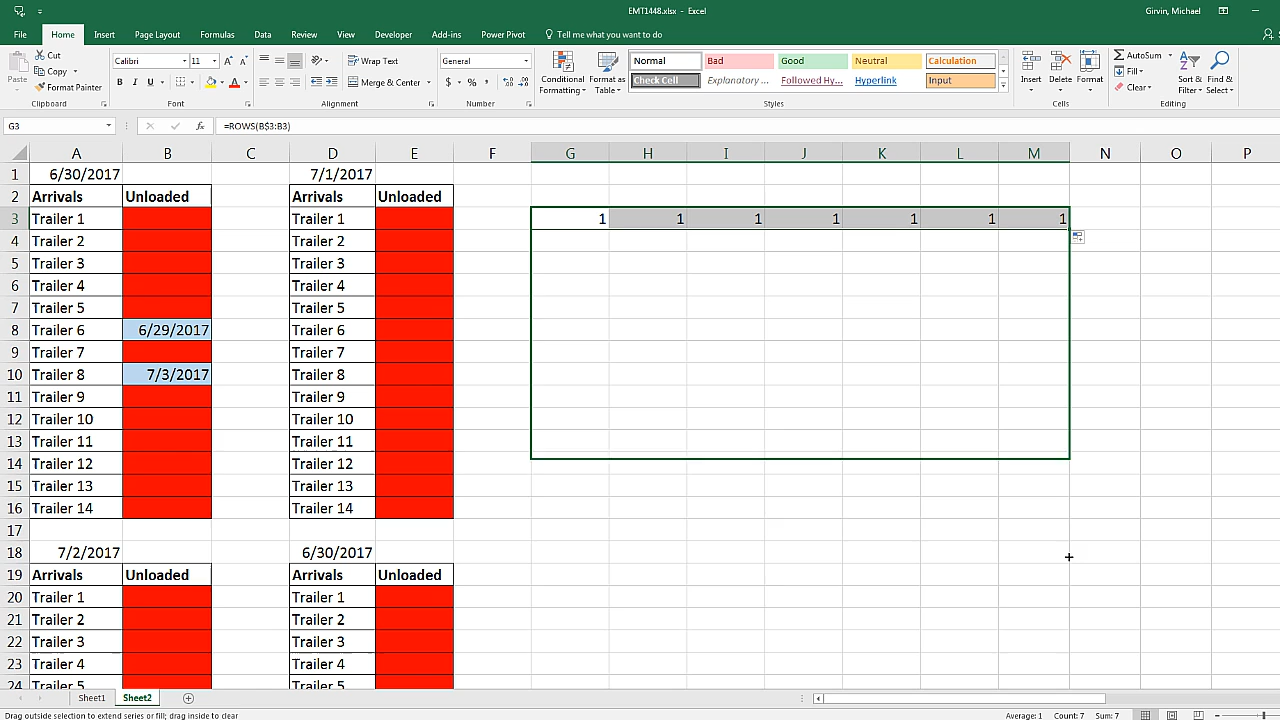 EMT1448.xlsx - Excel
Girvin, Michael
File Home Insert Page Layout Formulas Data Review View Developer Add-ins Power Pivot Tell me what you want to do
Paste
Cut
Copy
Format Painter
Clipboard
Calibri 11
B I U
Font
Wrap Text
Merge & Center
Alignment
General
$ % ,
Number
Conditional Formatting
Format as Table
Normal Bad Good Neutral Calculation
Check Cell Explanatory ... Followed Hy... Hyperlink Input
Styles
Insert Delete Format
Cells
AutoSum
Fill
Clear
Sort & Filter
Find & Select
Editing
G3 fx =ROWS(B$3:B3)
A B C D E F G H I J K L M N O P
1 6/30/2017 7/1/2017
2 Arrivals Unloaded Arrivals Unloaded
3 Trailer 1 Trailer 1 1 1 1 1 1 1 1
4 Trailer 2 Trailer 2
5 Trailer 3 Trailer 3
6 Trailer 4 Trailer 4
7 Trailer 5 Trailer 5
8 Trailer 6 6/29/2017 Trailer 6
9 Trailer 7 Trailer 7
10 Trailer 8 7/3/2017 Trailer 8
11 Trailer 9 Trailer 9
12 Trailer 10 Trailer 10
13 Trailer 11 Trailer 11
14 Trailer 12 Trailer 12
15 Trailer 13 Trailer 13
16 Trailer 14 Trailer 14
17
18 7/2/2017 6/30/2017
19 Arrivals Unloaded Arrivals Unloaded
20 Trailer 1 Trailer 1
21 Trailer 2 Trailer 2
22 Trailer 3 Trailer 3
23 Trailer 4 Trailer 4
24 Trailer 5 Trailer 5
Sheet1 Sheet2
Drag outside selection to extend series or fill; drag inside to clear
Average: 1 Count: 7 Sum: 7